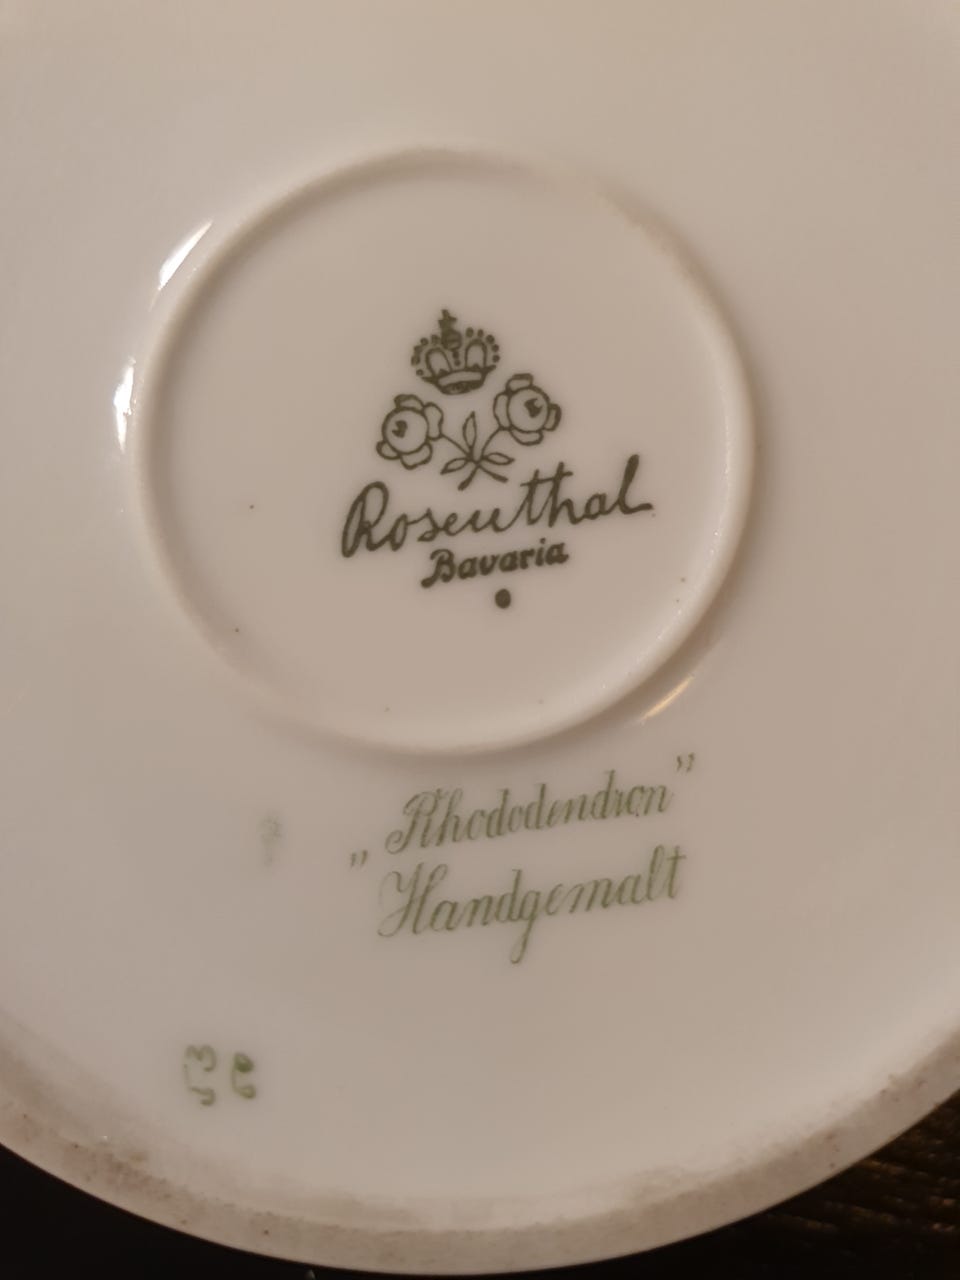 Rosenthal
Bavaria
„Rhododendron”
Handgemalt